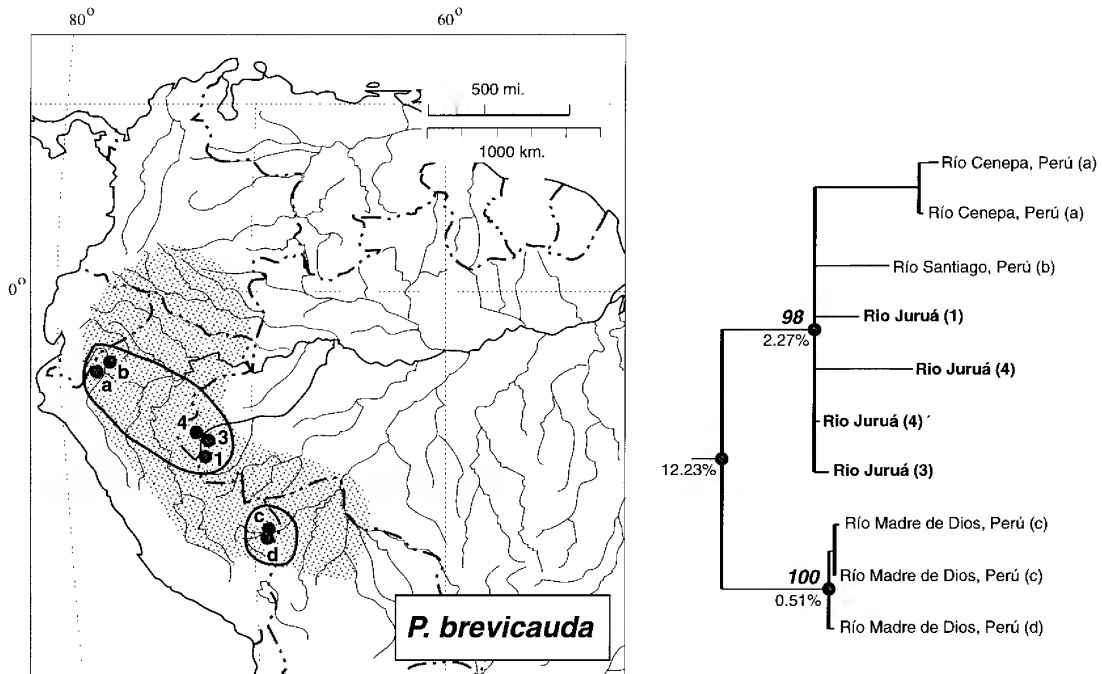 80°
60°
500 mi.
1000 km.
0°
b
a
4
3
1
c
d
P. brevicauda
Río Cenepa, Perú (a)
Río Cenepa, Perú (a)
Río Santiago, Perú (b)
98
2.27%
Rio Juruá (1)
Rio Juruá (4)
Rio Juruá (4)
12.23%
Rio Juruá (3)
Río Madre de Dios, Perú (c)
100
0.51%
Río Madre de Dios, Perú (c)
Río Madre de Dios, Perú (d)